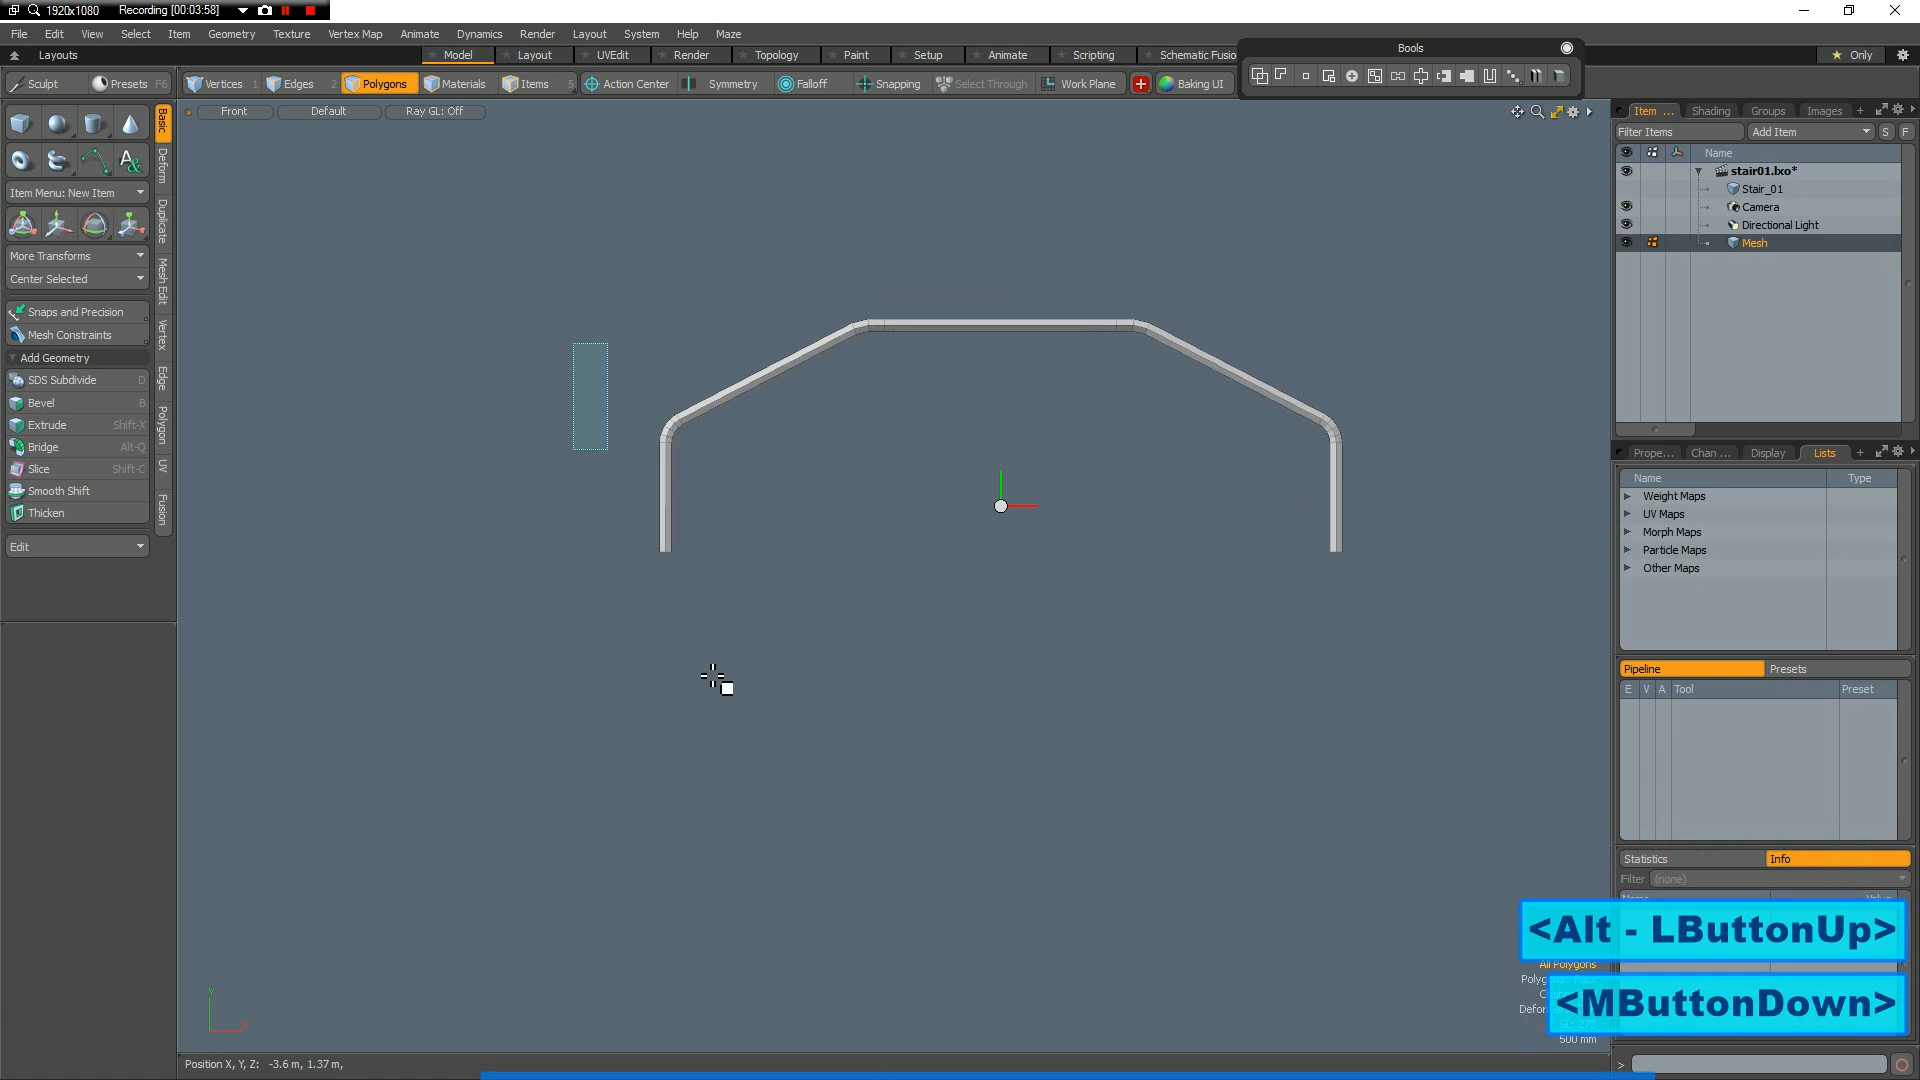 1920x1080 Recording [00:03:58]
File Edit View Select Item Geometry Texture Vertex Map Animate Dynamics Render Layout System Help Maze
Layouts Model Layout UVEdit Render Topology Paint Setup Animate Scripting Schematic Fusio Bools Only
Sculpt Presets F6 Vertices 1 Edges 2 Polygons Materials Items 5 Action Center Symmetry Falloff Snapping Select Through Work Plane Baking UI
Front Default Ray GL: Off
Basic
Deform
Duplicate
Mesh Edit
Vertex
Edge
Polygon
UV
Fusion
Item Menu: New Item
More Transforms
Center Selected
Snaps and Precision
Mesh Constraints
Add Geometry
SDS Subdivide D
Bevel B
Extrude Shift-X
Bridge Alt-Q
Slice Shift-C
Smooth Shift
Thicken
Edit
Item ... Shading Groups Images +
Filter Items Add Item S F
Name
stair01.lxo*
Stair_01
Camera
Directional Light
Mesh
Prope... Chan ... Display Lists +
Name Type
Weight Maps
UV Maps
Morph Maps
Particle Maps
Other Maps
Pipeline Presets
E V A Tool Preset
Statistics Info
Filter (none)
<Alt - LButtonUp>
All Polygons
<MButtonDown>
GL: 272
500 mm
Y
X
Position X, Y, Z: -3.6 m, 1.37 m,
>